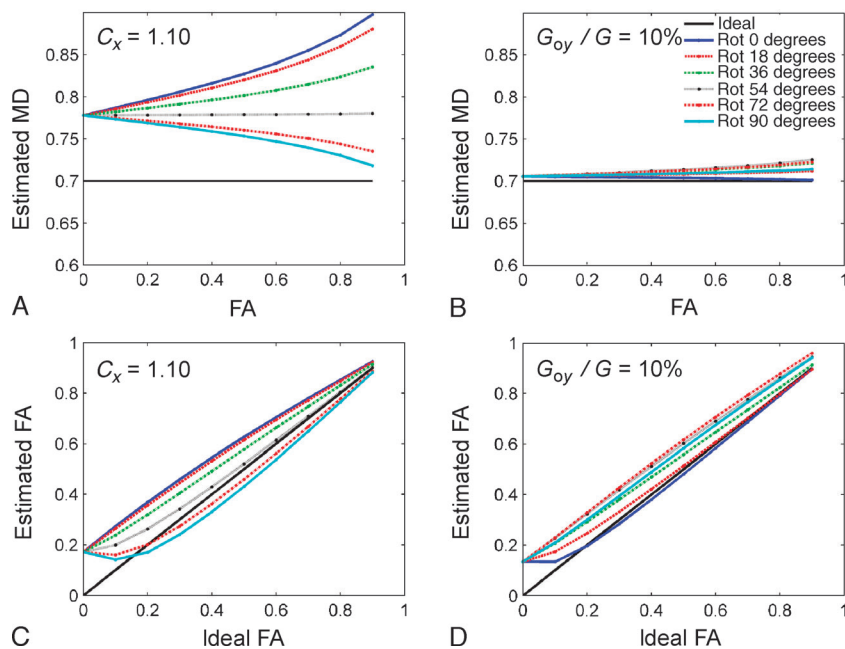 C_x = 1.10
Estimated MD
0.85
0.8
0.75
0.7
0.65
0.6
0 0.2 0.4 0.6 0.8 1
FA
A
G_oy / G = 10%
Ideal
Rot 0 degrees
Rot 18 degrees
Rot 36 degrees
Rot 54 degrees
Rot 72 degrees
Rot 90 degrees
Estimated MD
0.85
0.8
0.75
0.7
0.65
0.6
0 0.2 0.4 0.6 0.8 1
FA
B
C_x = 1.10
Estimated FA
1
0.8
0.6
0.4
0.2
0
0 0.2 0.4 0.6 0.8 1
Ideal FA
C
G_oy / G = 10%
Estimated FA
1
0.8
0.6
0.4
0.2
0
0 0.2 0.4 0.6 0.8 1
Ideal FA
D